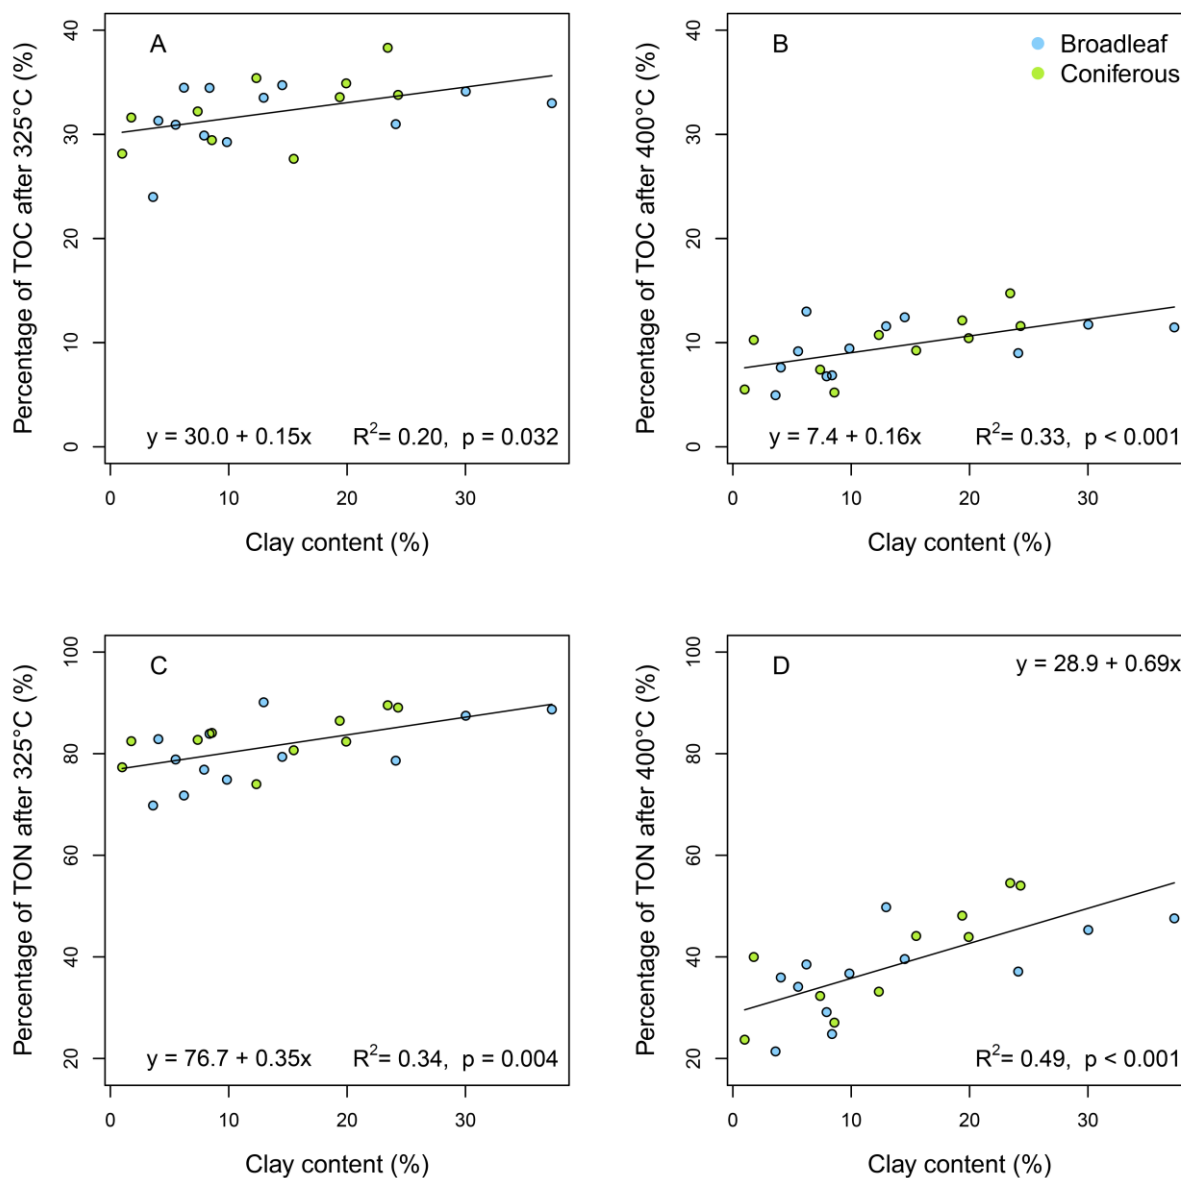 A
Percentage of TOC after 325°C (%)
40
30
20
10
0
y = 30.0 + 0.15x R²= 0.20, p = 0.032
0 10 20 30
Clay content (%)
B
Broadleaf
Coniferous
Percentage of TOC after 400°C (%)
40
30
20
10
0
y = 7.4 + 0.16x R²= 0.33, p < 0.001
0 10 20 30
Clay content (%)
C
Percentage of TON after 325°C (%)
100
80
60
40
20
y = 76.7 + 0.35x R²= 0.34, p = 0.004
0 10 20 30
Clay content (%)
D
y = 28.9 + 0.69x
Percentage of TON after 400°C (%)
100
80
60
40
20
R²= 0.49, p < 0.001
0 10 20 30
Clay content (%)